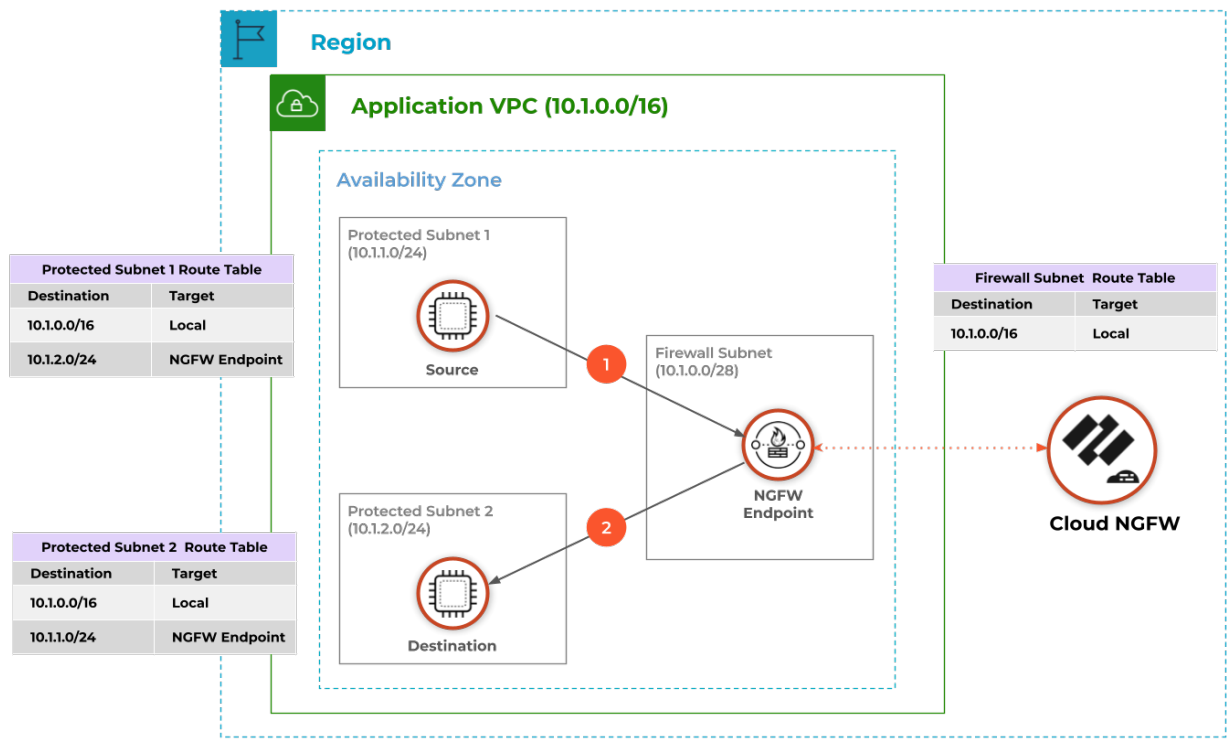 Region
Application VPC (10.1.0.0/16)
Availability Zone
Protected Subnet 1
(10.1.1.0/24)
Source
Protected Subnet 1 Route Table
Destination Target
10.1.0.0/16 Local
10.1.2.0/24 NGFW Endpoint
1
Firewall Subnet
(10.1.0.0/28)
NGFW
Endpoint
Firewall Subnet Route Table
Destination Target
10.1.0.0/16 Local
Cloud NGFW
2
Protected Subnet 2
(10.1.2.0/24)
Destination
Protected Subnet 2 Route Table
Destination Target
10.1.0.0/16 Local
10.1.1.0/24 NGFW Endpoint